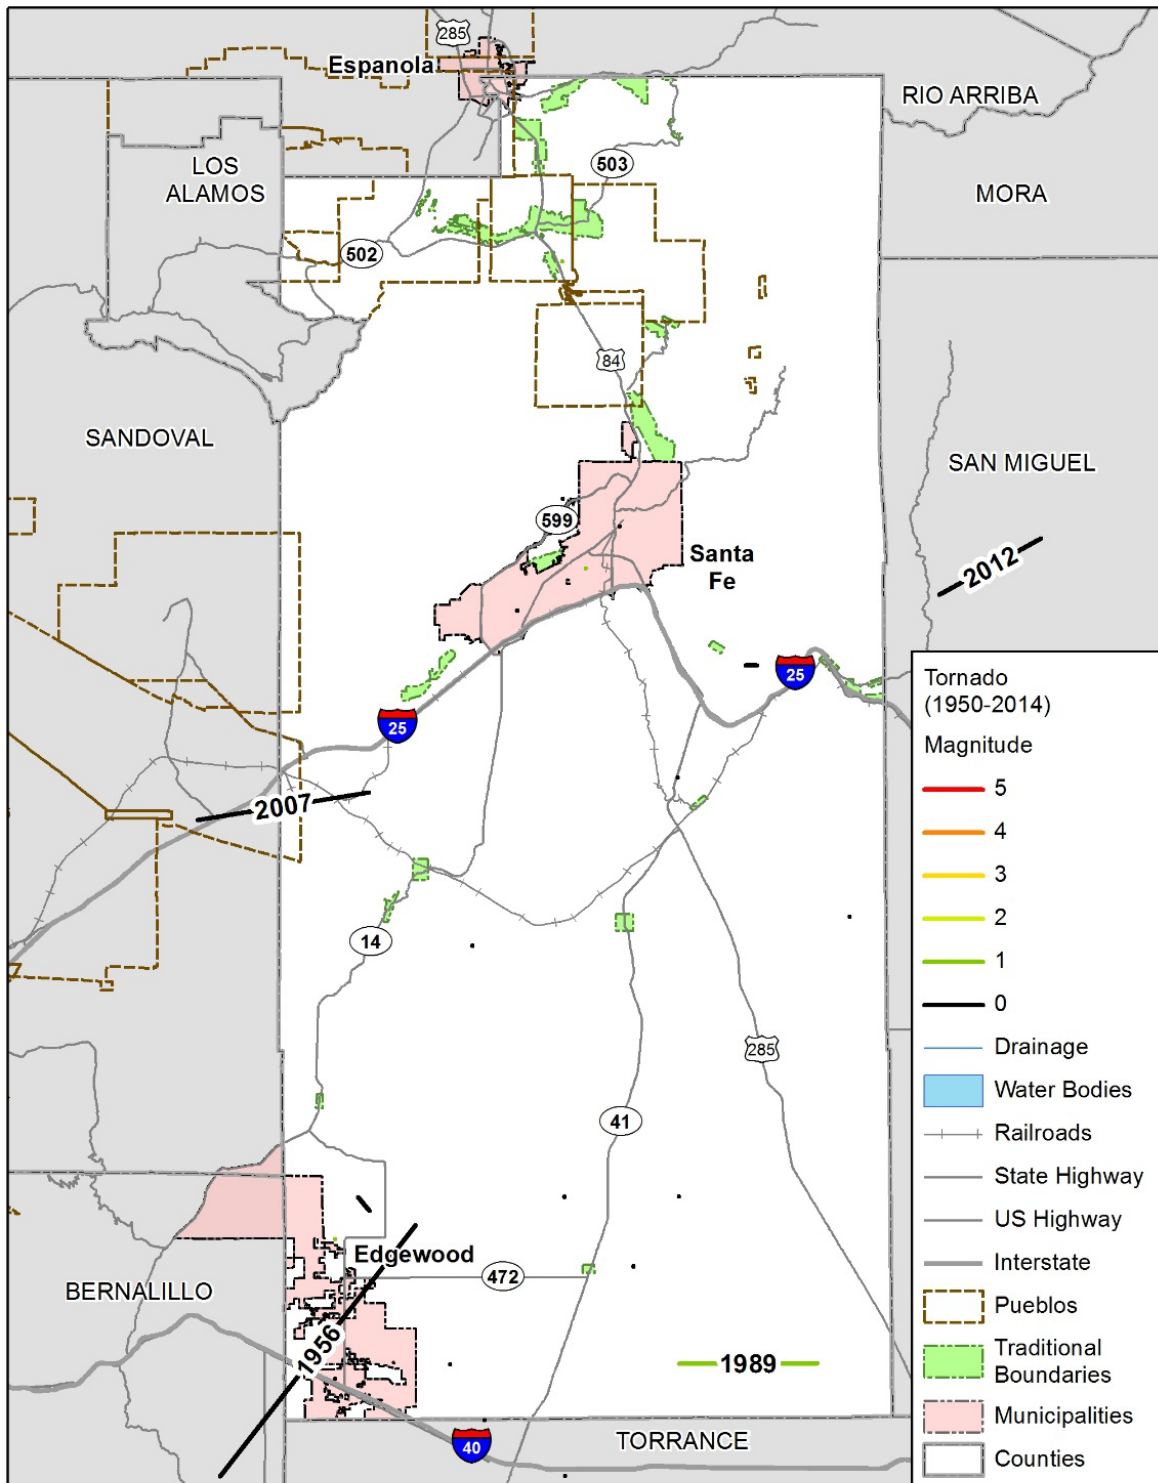 285
Espanola
RIO ARRIBA
LOS
ALAMOS
503
MORA
502
84
SANDOVAL
SAN MIGUEL
599
Santa
Fe
2012
25
25
2007
14
285
41
Edgewood
472
BERNALILLO
1956
1989
40
TORRANCE
Tornado
(1950-2014)
Magnitude
5
4
3
2
1
0
Drainage
Water Bodies
Railroads
State Highway
US Highway
Interstate
Pueblos
Traditional
Boundaries
Municipalities
Counties